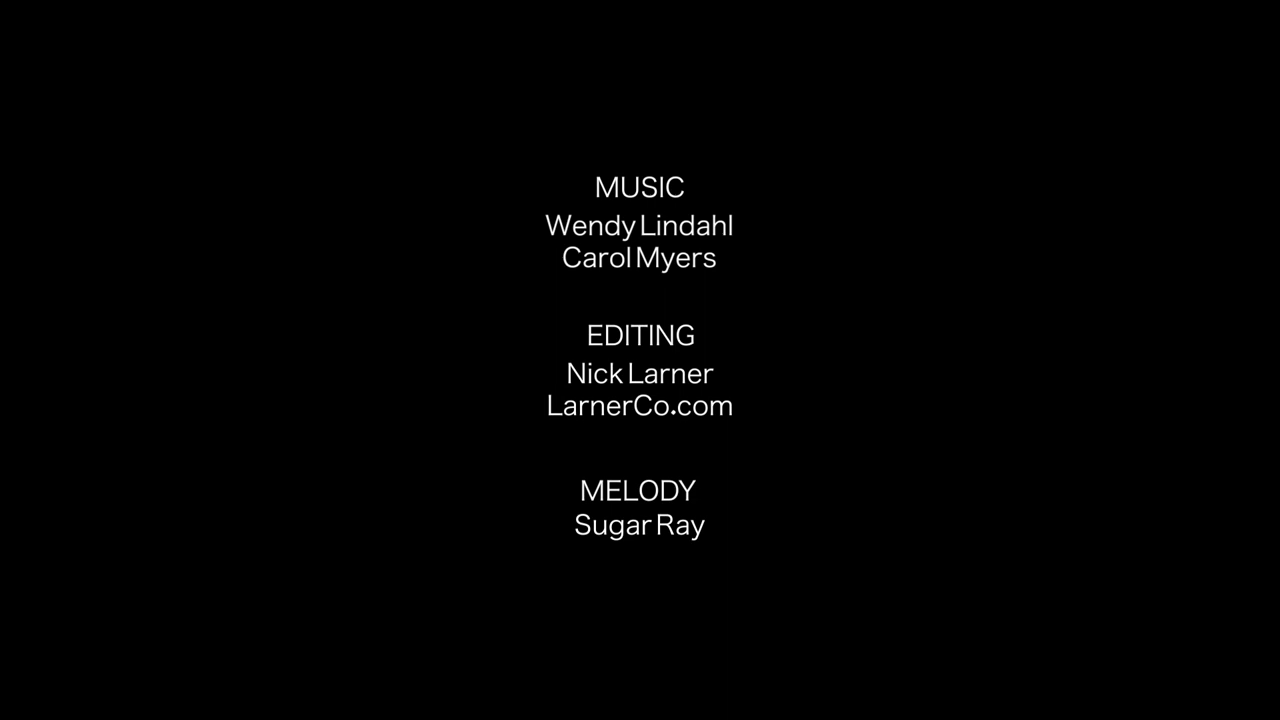 MUSIC
Wendy Lindahl
Carol Myers
EDITING
Nick Larner
LarnerCo.com
MELODY
Sugar Ray